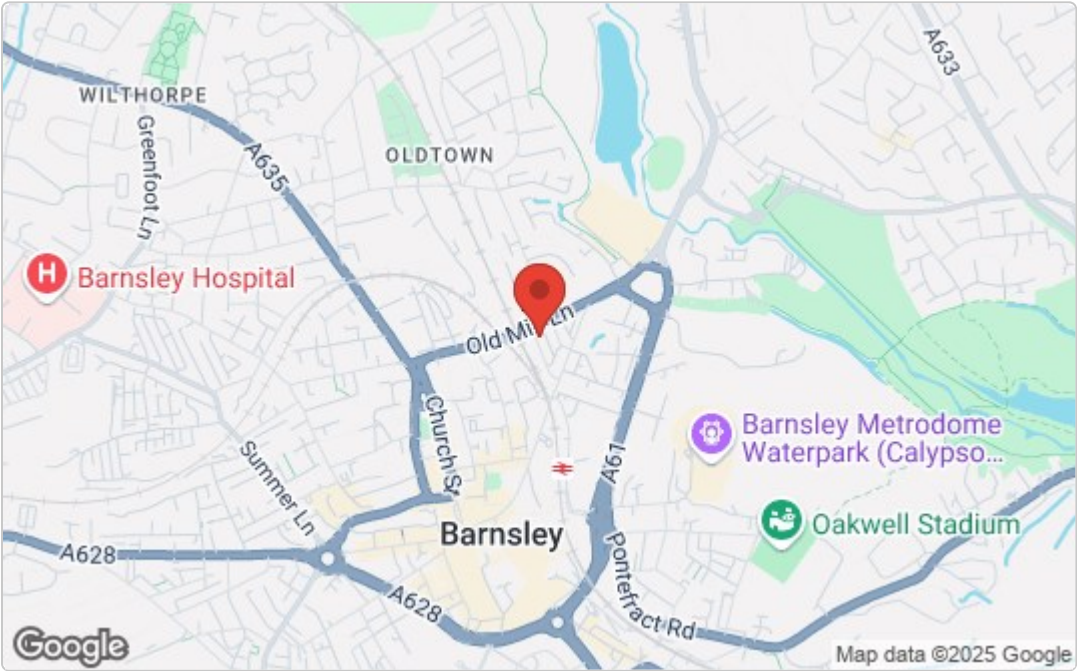 A633
WILTHORPE
Greenfoot Ln
A635
OLDTOWN
H
Barnsley Hospital
Old Mill Ln
Church St
Barnsley Metrodome
Waterpark (Calypso...
Summer Ln
A61
Oakwell Stadium
Barnsley
A628
Pontefract Rd
A628
Google
Map data ©2025 Google